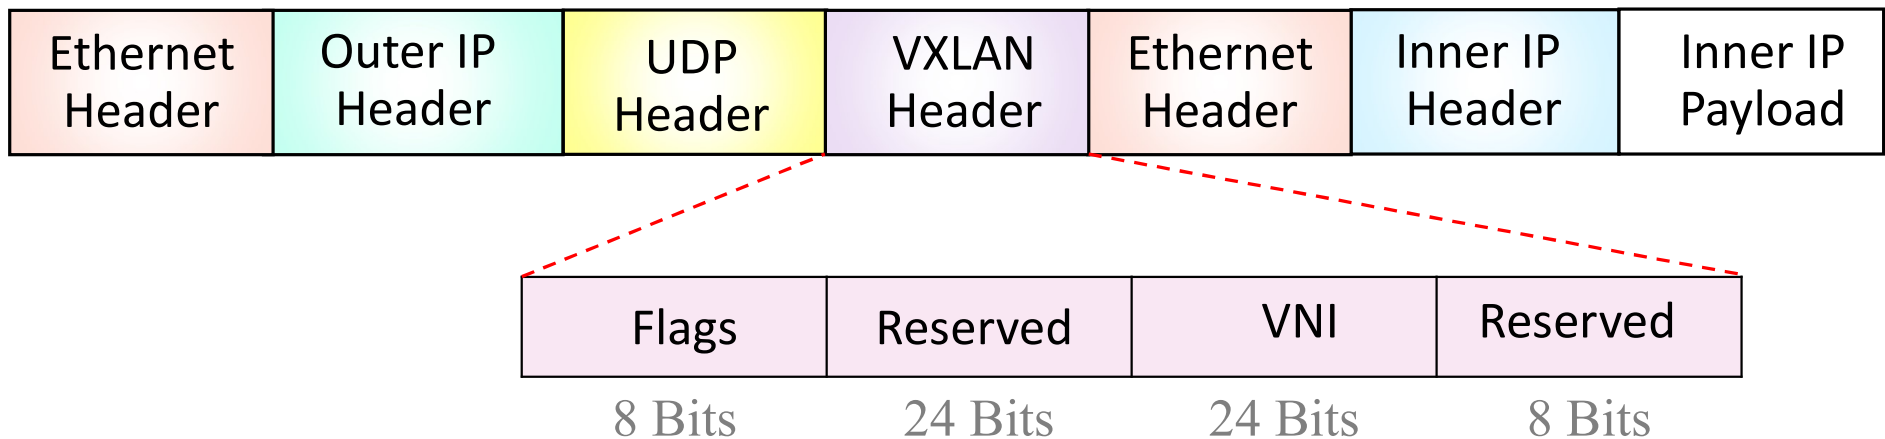 Ethernet Header
Outer IP Header
UDP Header
VXLAN Header
Ethernet Header
Inner IP Header
Inner IP Payload
Flags
Reserved
VNI
Reserved
8 Bits
24 Bits
24 Bits
8 Bits